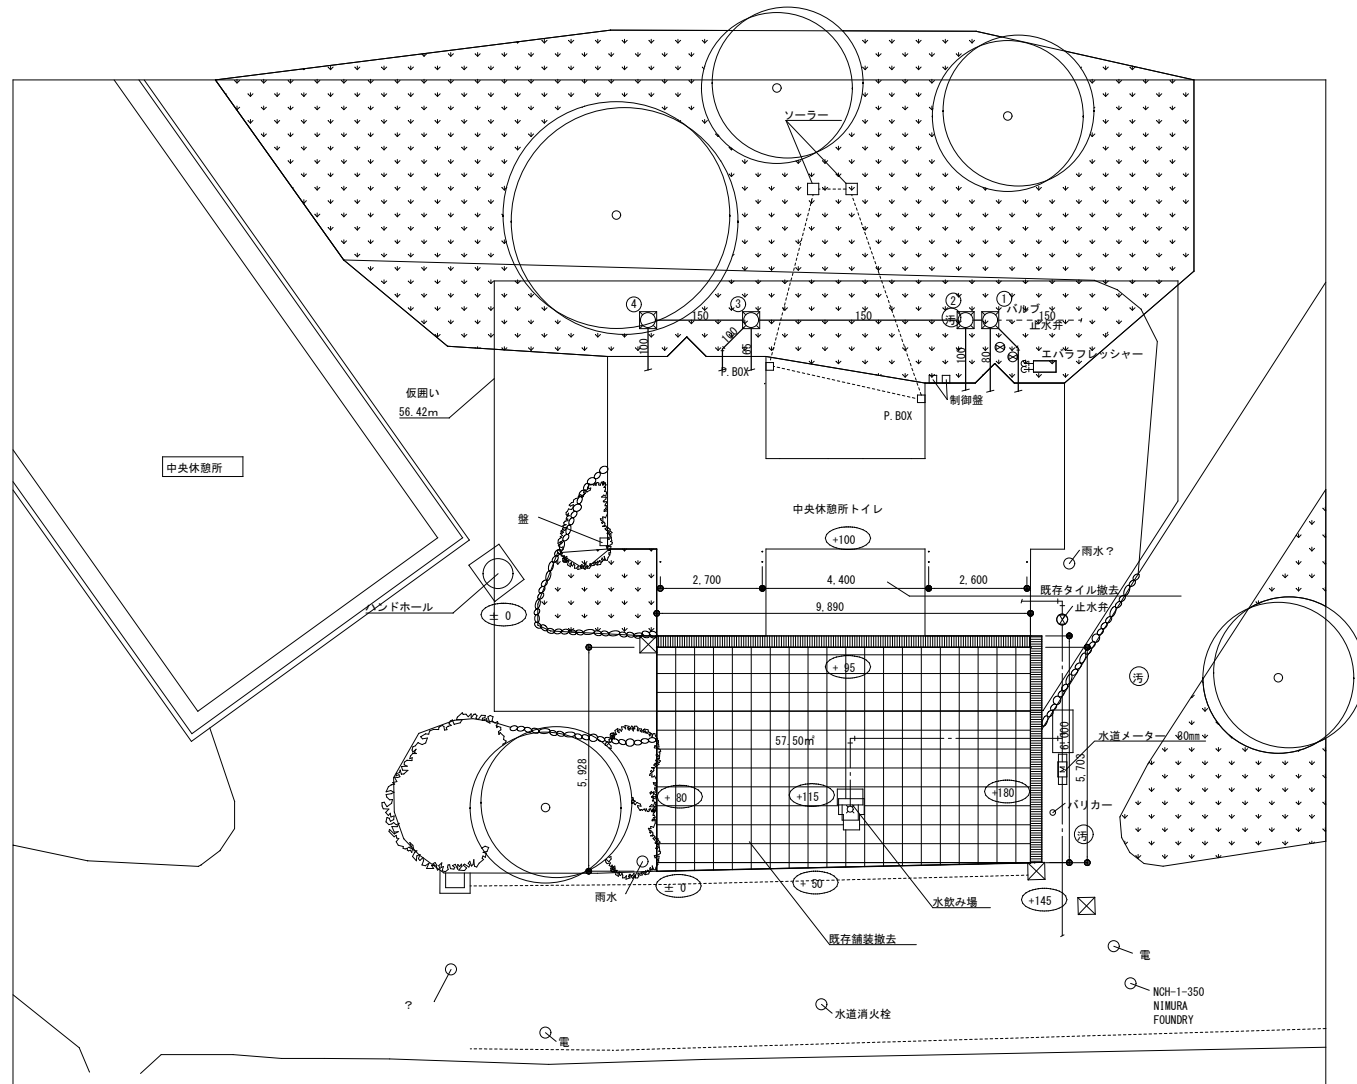 ソーラー
④
③
②
①
バルブ
汚
150
150
150
止水弁
100
100
65
100
80
エバラフレッシャー
P.BOX
制御盤
P.BOX
仮囲い
56.42m
中央休憩所
中央休憩所トイレ
盤
+100
雨水？
2,700
4,400
2,600
既存タイル撤去
ハンドホール
± 0
9,890
止水弁
+ 95
汚
57.50㎡
6,000
水道メーター 30mm
5,928
5,703
M
+ 80
+115
+180
バリカー
汚
雨水
± 0
+ 50
水飲み場
+145
既存舗装撤去
電
？
水道消火栓
NCH-1-350
NIMURA
FOUNDRY
電